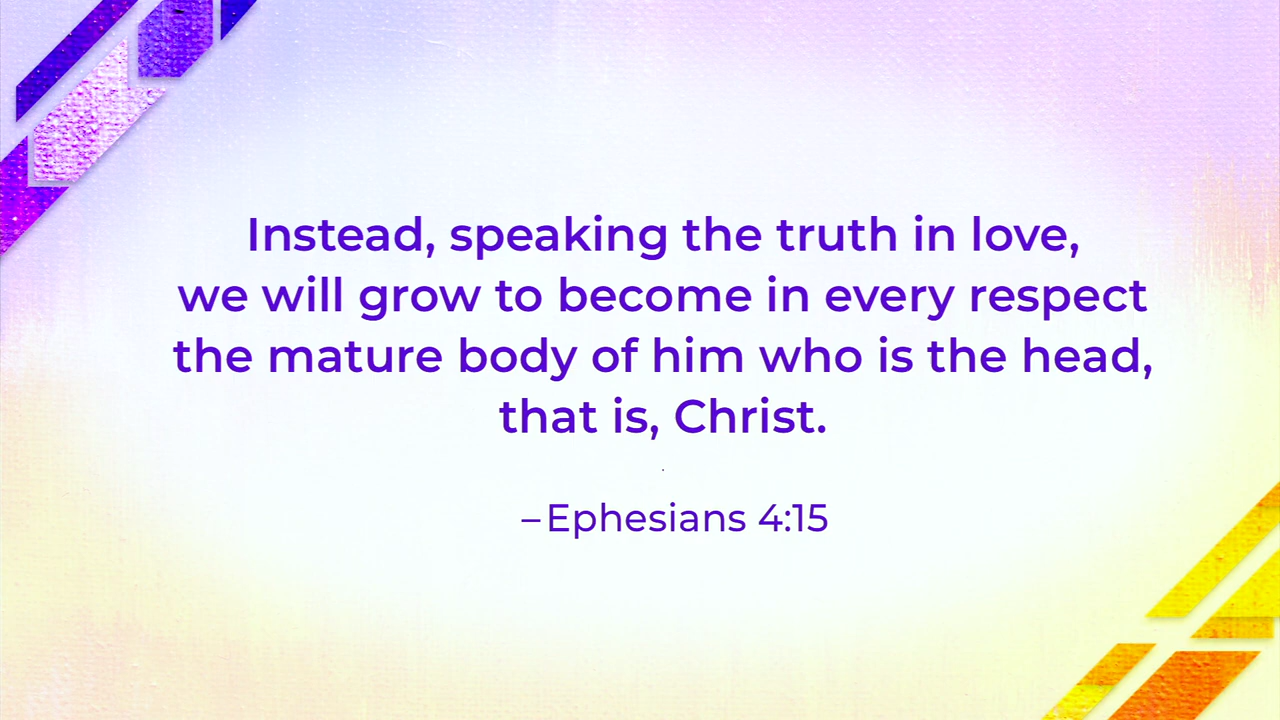 Instead, speaking the truth in love,
we will grow to become in every respect
the mature body of him who is the head,
that is, Christ.
.
–Ephesians 4:15